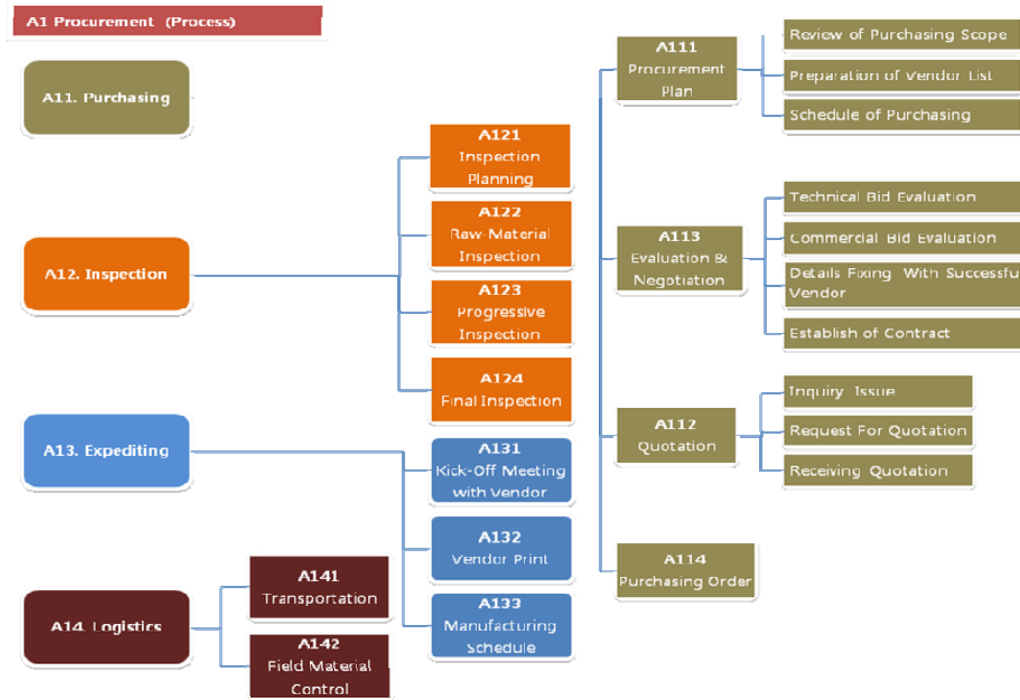 A1 Procurement (Process)
A11. Purchasing
A12. Inspection
A13. Expediting
A14. Logistics
A141
Transportation
A142
Field Material
Control
A121
Inspection
Planning
A122
Raw-Material
Inspection
A123
Progressive
Inspection
A124
Final Inspection
A131
Kick-Off Meeting
with Vendor
A132
Vendor Print
A133
Manufacturing
Schedule
A111
Procurement
Plan
Review of Purchasing Scope
Preparation of Vendor List
Schedule of Purchasing
A113
Evaluation &
Negotiation
Technical Bid Evaluation
Commercial Bid Evaluation
Details Fixing With Successfu
Vendor
Establish of Contract
A112
Quotation
Inquiry Issue
Request For Quotation
Receiving Quotation
A114
Purchasing Order